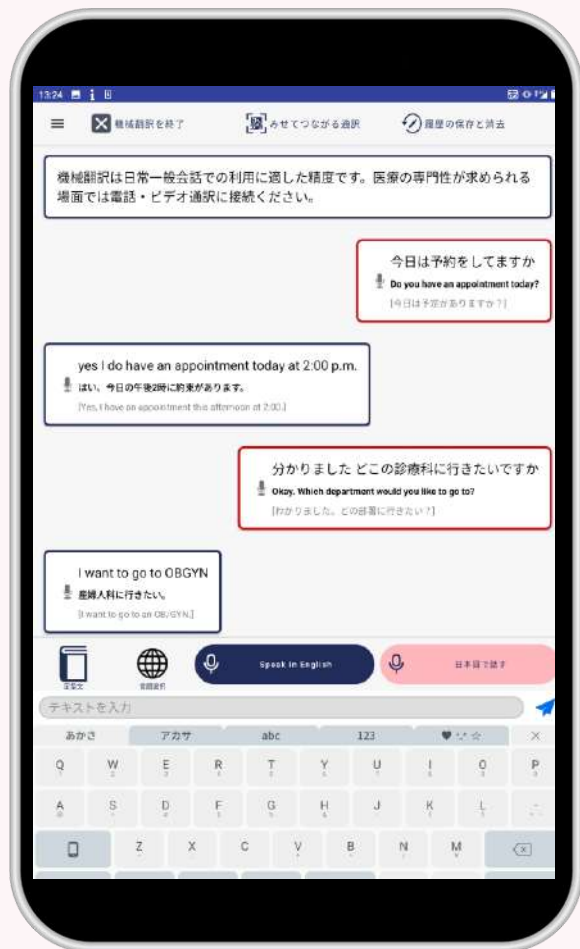 13:24
機械翻訳を終了
みせてつながる通訳
履歴の保存と消去
機械翻訳は日常一般会話での利用に適した精度です。医療の専門性が求められる
場面では電話・ビデオ通訳に接続ください。
今日は予約をしてますか
Do you have an appointment today?
[今日は予定がありますか？]
yes I do have an appointment today at 2:00 p.m.
はい、今日の午後2時に約束があります。
[Yes, I have an appointment this afternoon at 2:00.]
分かりました どこの診療科に行きたいですか
Okay. Which department would you like to go to?
[わかりました。どの部署に行きたい？]
I want to go to OBGYN
産婦人科に行きたい。
[I want to go to an OB/GYN.]
定型文
言語選択
Speak in English
日本語で話す
テキストを入力
あかさ
アカサ
abc
123
Q W E R T Y U I O P
A S D F G H J K L
Z X C V B N M